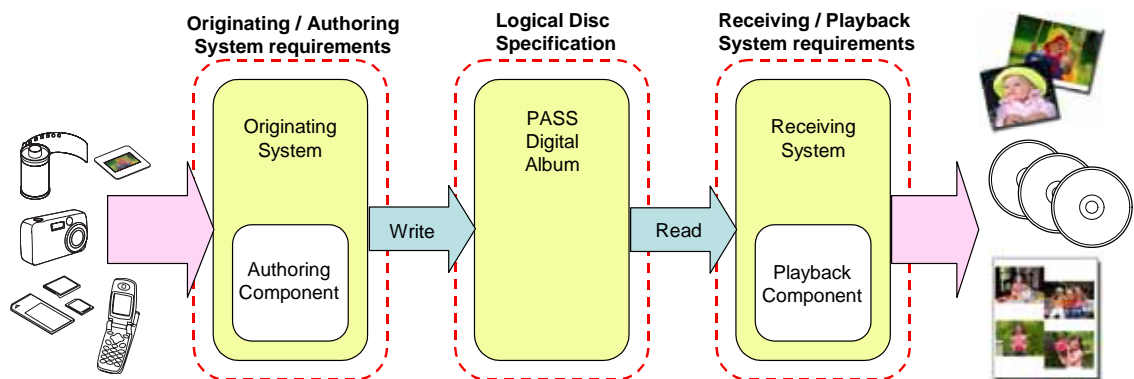 Originating / Authoring
System requirements
Logical Disc
Specification
Receiving / Playback
System requirements
Originating
System
PASS
Digital
Album
Receiving
System
Write
Read
Authoring
Component
Playback
Component